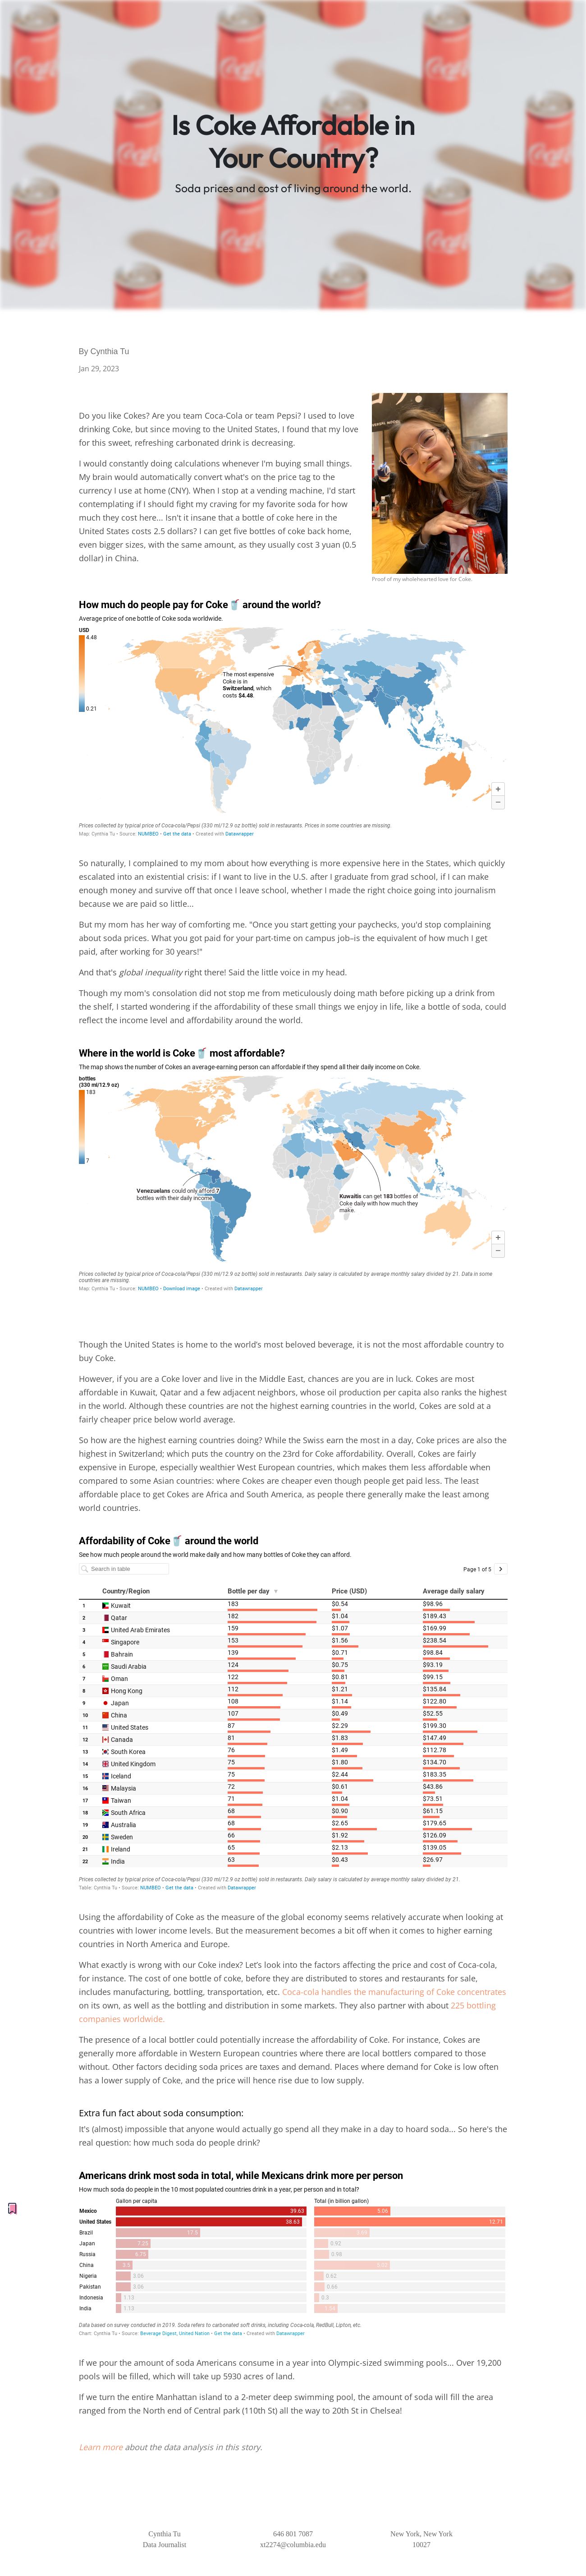 Is Coke Affordable in
Your Country?
Soda prices and cost of living around the world.
By Cynthia Tu
Jan 29, 2023
Do you like Cokes? Are you team Coca-Cola or team Pepsi? I used to love
drinking Coke, but since moving to the United States, I found that my love
for this sweet, refreshing carbonated drink is decreasing.
I would constantly doing calculations whenever I'm buying small things.
My brain would automatically convert what's on the price tag to the
currency I use at home (CNY). When I stop at a vending machine, I'd start
contemplating if I should fight my craving for my favorite soda for how
much they cost here... Isn't it insane that a bottle of coke here in the
United States costs 2.5 dollars? I can get five bottles of coke back home,
even bigger sizes, with the same amount, as they usually cost 3 yuan (0.5
dollar) in China.
Proof of my wholehearted love for Coke.
How much do people pay for Coke 🥤 around the world?
Average price of one bottle of Coke soda worldwide.
USD
4.48
0.21
The most expensive
Coke is in
Switzerland, which
costs $4.48.
+
−
Prices collected by typical price of Coca-cola/Pepsi (330 ml/12.9 oz bottle) sold in restaurants. Prices in some countries are missing.
Map: Cynthia Tu • Source: NUMBEO • Get the data • Created with Datawrapper
So naturally, I complained to my mom about how everything is more expensive here in the States, which quickly
escalated into an existential crisis: if I want to live in the U.S. after I graduate from grad school, if I can make
enough money and survive off that once I leave school, whether I made the right choice going into journalism
because we are paid so little...
But my mom has her way of comforting me. "Once you start getting your paychecks, you'd stop complaining
about soda prices. What you got paid for your part-time on campus job–is the equivalent of how much I get
paid, after working for 30 years!"
And that's global inequality right there! Said the little voice in my head.
Though my mom's consolation did not stop me from meticulously doing math before picking up a drink from
the shelf, I started wondering if the affordability of these small things we enjoy in life, like a bottle of soda, could
reflect the income level and affordability around the world.
Where in the world is Coke 🥤 most affordable?
The map shows the number of Cokes an average-earning person can affordable if they spend all their daily income on Coke.
bottles
(330 ml/12.9 oz)
183
7
Venezuelans could only afford 7
bottles with their daily income.
Kuwaitis can get 183 bottles of
Coke daily with how much they
make.
+
−
Prices collected by typical price of Coca-cola/Pepsi (330 ml/12.9 oz bottle) sold in restaurants. Daily salary is calculated by average monthly salary divided by 21. Data in some
countries are missing
Map: Cynthia Tu • Source: NUMBEO • Download image • Created with Datawrapper
Though the United States is home to the world's most beloved beverage, it is not the most affordable country to
buy Coke.
However, if you are a Coke lover and live in the Middle East, chances are you are in luck. Cokes are most
affordable in Kuwait, Qatar and a few adjacent neighbors, whose oil production per capita also ranks the highest
in the world. Although these countries are not the highest earning countries in the world, Cokes are sold at a
fairly cheaper price below world average.
So how are the highest earning countries doing? While the Swiss earn the most in a day, Coke prices are also the
highest in Switzerland; which puts the country on the 23rd for Coke affordability. Overall, Cokes are fairly
expensive in Europe, especially wealthier West European countries, which makes them less affordable when
compared to some Asian countries: where Cokes are cheaper even though people get paid less. The least
affordable place to get Cokes are Africa and South America, as people there generally make the least among
world countries.
Affordability of Coke 🥤 around the world
See how much people around the world make daily and how many bottles of Coke they can afford.
Search in table
Page 1 of 5 >
Country/Region Bottle per day ▼ Price (USD) Average daily salary
1 Kuwait 183 $0.54 $98.96
2 Qatar 182 $1.04 $189.43
3 United Arab Emirates 159 $1.07 $169.99
4 Singapore 153 $1.56 $238.54
5 Bahrain 139 $0.71 $98.84
6 Saudi Arabia 124 $0.75 $93.19
7 Oman 122 $0.81 $99.15
8 Hong Kong 112 $1.21 $135.84
9 Japan 108 $1.14 $122.80
10 China 107 $0.49 $52.55
11 United States 87 $2.29 $199.30
12 Canada 81 $1.83 $147.49
13 South Korea 76 $1.49 $112.78
14 United Kingdom 75 $1.80 $134.70
15 Iceland 75 $2.44 $183.35
16 Malaysia 72 $0.61 $43.86
17 Taiwan 71 $1.04 $73.51
18 South Africa 68 $0.90 $61.15
19 Australia 68 $2.65 $179.65
20 Sweden 66 $1.92 $126.09
21 Ireland 65 $2.13 $139.05
22 India 63 $0.43 $26.97
Prices collected by typical price of Coca-cola/Pepsi (330 ml/12.9 oz bottle) sold in restaurants. Daily salary is calculated by average monthly salary divided by 21.
Table: Cynthia Tu • Source: NUMBEO • Get the data • Created with Datawrapper
Using the affordability of Coke as the measure of the global economy seems relatively accurate when looking at
countries with lower income levels. But the measurement becomes a bit off when it comes to higher earning
countries in North America and Europe.
What exactly is wrong with our Coke index? Let's look into the factors affecting the price and cost of Coca-cola,
for instance. The cost of one bottle of coke, before they are distributed to stores and restaurants for sale,
includes manufacturing, bottling, transportation, etc. Coca-cola handles the manufacturing of Coke concentrates
on its own, as well as the bottling and distribution in some markets. They also partner with about 225 bottling
companies worldwide.
The presence of a local bottler could potentially increase the affordability of Coke. For instance, Cokes are
generally more affordable in Western European countries where there are local bottlers compared to those
without. Other factors deciding soda prices are taxes and demand. Places where demand for Coke is low often
has a lower supply of Coke, and the price will hence rise due to low supply.
Extra fun fact about soda consumption:
It's (almost) impossible that anyone would actually go spend all they make in a day to hoard soda... So here's the
real question: how much soda do people drink?
Americans drink most soda in total, while Mexicans drink more per person
How much soda do people in the 10 most populated countries drink in a year, per person and in total?
Gallon per capita Total (in billion gallon)
Mexico 39.63 5.06
United States 38.63 12.71
Brazil 17.5
Japan 7.26 0.92
Russia 6.72 0.96
China
Nigeria 3.06 0.62
Pakistan 3.06 0.66
Indonesia 1.13 0.3
India 1.13
Data based on survey conducted in 2019. Soda refers to carbonated soft drinks, including Coca-cola, RedBull, Lipton, etc.
Chart: Cynthia Tu • Source: Beverage Digest, United Nation • Get the data • Created with Datawrapper
If we pour the amount of soda Americans consume in a year into Olympic-sized swimming pools... Over 19,200
pools will be filled, which will take up 5930 acres of land.
If we turn the entire Manhattan island to a 2-meter deep swimming pool, the amount of soda will fill the area
ranged from the North end of Central park (110th St) all the way to 20th St in Chelsea!
Learn more about the data analysis in this story.
Cynthia Tu
Data Journalist
646 801 7087
xt2274@columbia.edu
New York, New York
10027